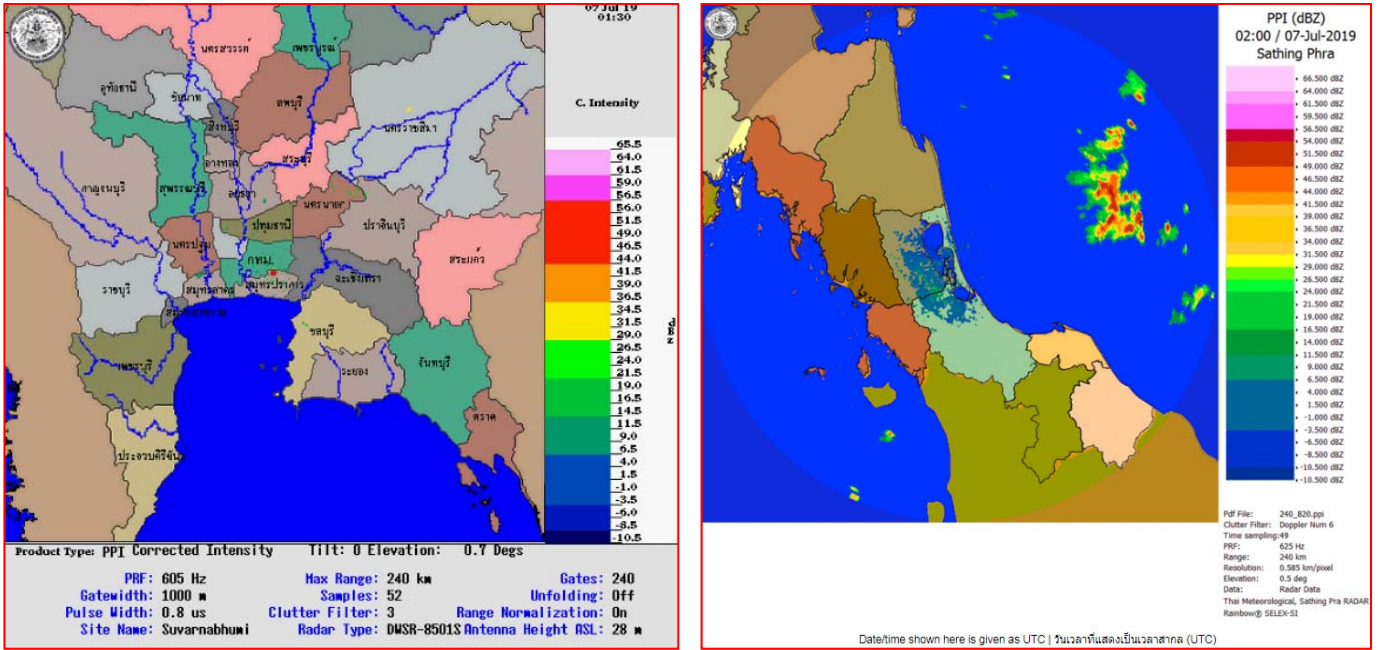 07 Jul 19
01:30
นครสวรรค์
เพชรบูรณ์
อุทัยธานี
ชัยนาท
ลพบุรี
C. Intensity
สิงห์บุรี
นครราชสีมา
อ่างทอง
สระบุรี
กาญจนบุรี
สุพรรณบุรี
อยุธยา
นครนายก
ปทุมธานี
ปราจีนบุรี
นครปฐม
กทม.
สระแก้ว
ราชบุรี
สมุทรสาคร
สมุทรปราการ
ฉะเชิงเทรา
สมุทรสงคราม
ชลบุรี
เพชรบุรี
ระยอง
จันทบุรี
ตราด
ประจวบคีรีขันธ์
65.5
64.0
61.5
59.0
56.5
56.0
51.5
49.0
46.5
44.0
41.5
39.0
36.5
34.5
31.5
29.0
26.5
24.0
21.5
19.0
14.5
11.5
9.0
6.5
4.0
1.5
-1.0
-3.5
-6.0
-8.5
-10.5
Product Type: PPI Corrected Intensity Tilt: 0 Elevation: 0.7 Degs
PRF: 605 Hz Max Range: 240 km Gates: 240
Gatewidth: 1000 m Samples: 52 Unfolding: Off
Pulse Width: 0.8 us Clutter Filter: 3 Range Normalization: On
Site Name: Suvarnabhumi Radar Type: DWSR-8501S Antenna Height ASL: 28 m
PPI (dBZ)
02:00 / 07-Jul-2019
Sathing Phra
66.500 dBZ
64.000 dBZ
61.500 dBZ
59.500 dBZ
56.500 dBZ
54.000 dBZ
51.500 dBZ
49.000 dBZ
46.500 dBZ
44.000 dBZ
41.500 dBZ
39.000 dBZ
36.500 dBZ
34.000 dBZ
31.500 dBZ
29.000 dBZ
26.500 dBZ
24.000 dBZ
21.500 dBZ
19.000 dBZ
16.500 dBZ
14.000 dBZ
11.500 dBZ
9.000 dBZ
6.500 dBZ
4.000 dBZ
1.500 dBZ
-1.000 dBZ
-3.500 dBZ
-6.500 dBZ
-8.500 dBZ
-10.500 dBZ
-10.500 dBZ
Pdf File: 240_820.ppi
Clutter Filter: Doppler Num 6
Time sampling:49
PRF: 625 Hz
Range: 240 km
Resolution: 0.585 km/pixel
Elevation: 0.5 deg
Data: Radar Data
Thai Meteorological, Sathing Pra RADAR
Rainbow® SELEX-SI
Date/time shown here is given as UTC | วันเวลาที่แสดงเป็นเวลาสากล (UTC)